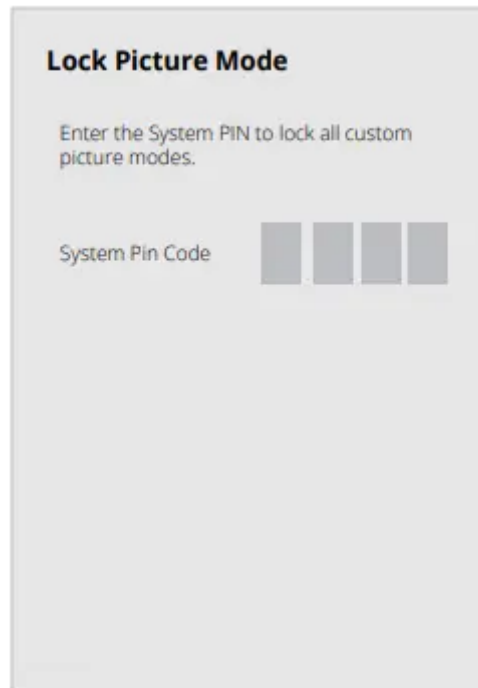 Lock Picture Mode
Enter the System PIN to lock all custom
picture modes.
System Pin Code